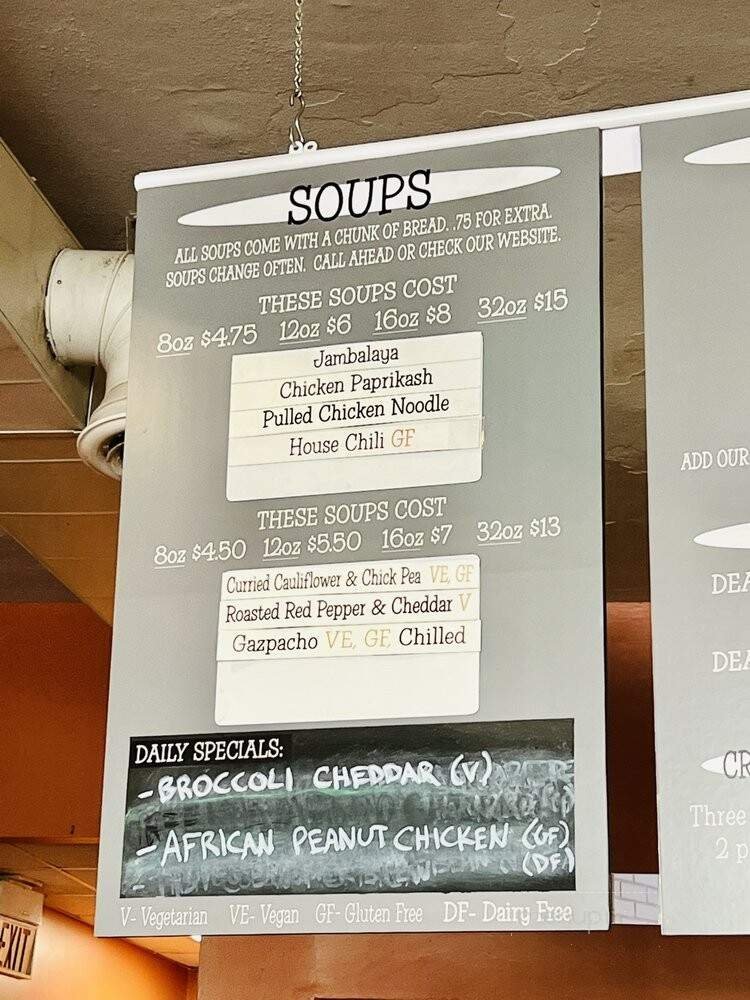 SOUPS
ALL SOUPS COME WITH A CHUNK OF BREAD. .75 FOR EXTRA.
SOUPS CHANGE OFTEN. CALL AHEAD OR CHECK OUR WEBSITE.
THESE SOUPS COST
8oz $4.75 12oz $6 16oz $8 32oz $15
Jambalaya
Chicken Paprikash
Pulled Chicken Noodle
House Chili GF
THESE SOUPS COST
8oz $4.50 12oz $5.50 16oz $7 32oz $13
Curried Cauliflower & Chick Pea VE, GF
Roasted Red Pepper & Cheddar V
Gazpacho VE, GF, Chilled
DAILY SPECIALS:
- BROCCOLI CHEDDAR (V)
- AFRICAN PEANUT CHICKEN (GF)
(DF)
V- Vegetarian VE- Vegan GF- Gluten Free DF- Dairy Free
ADD OUR
DEA
DEA
CR
Three
2 p
EXIT